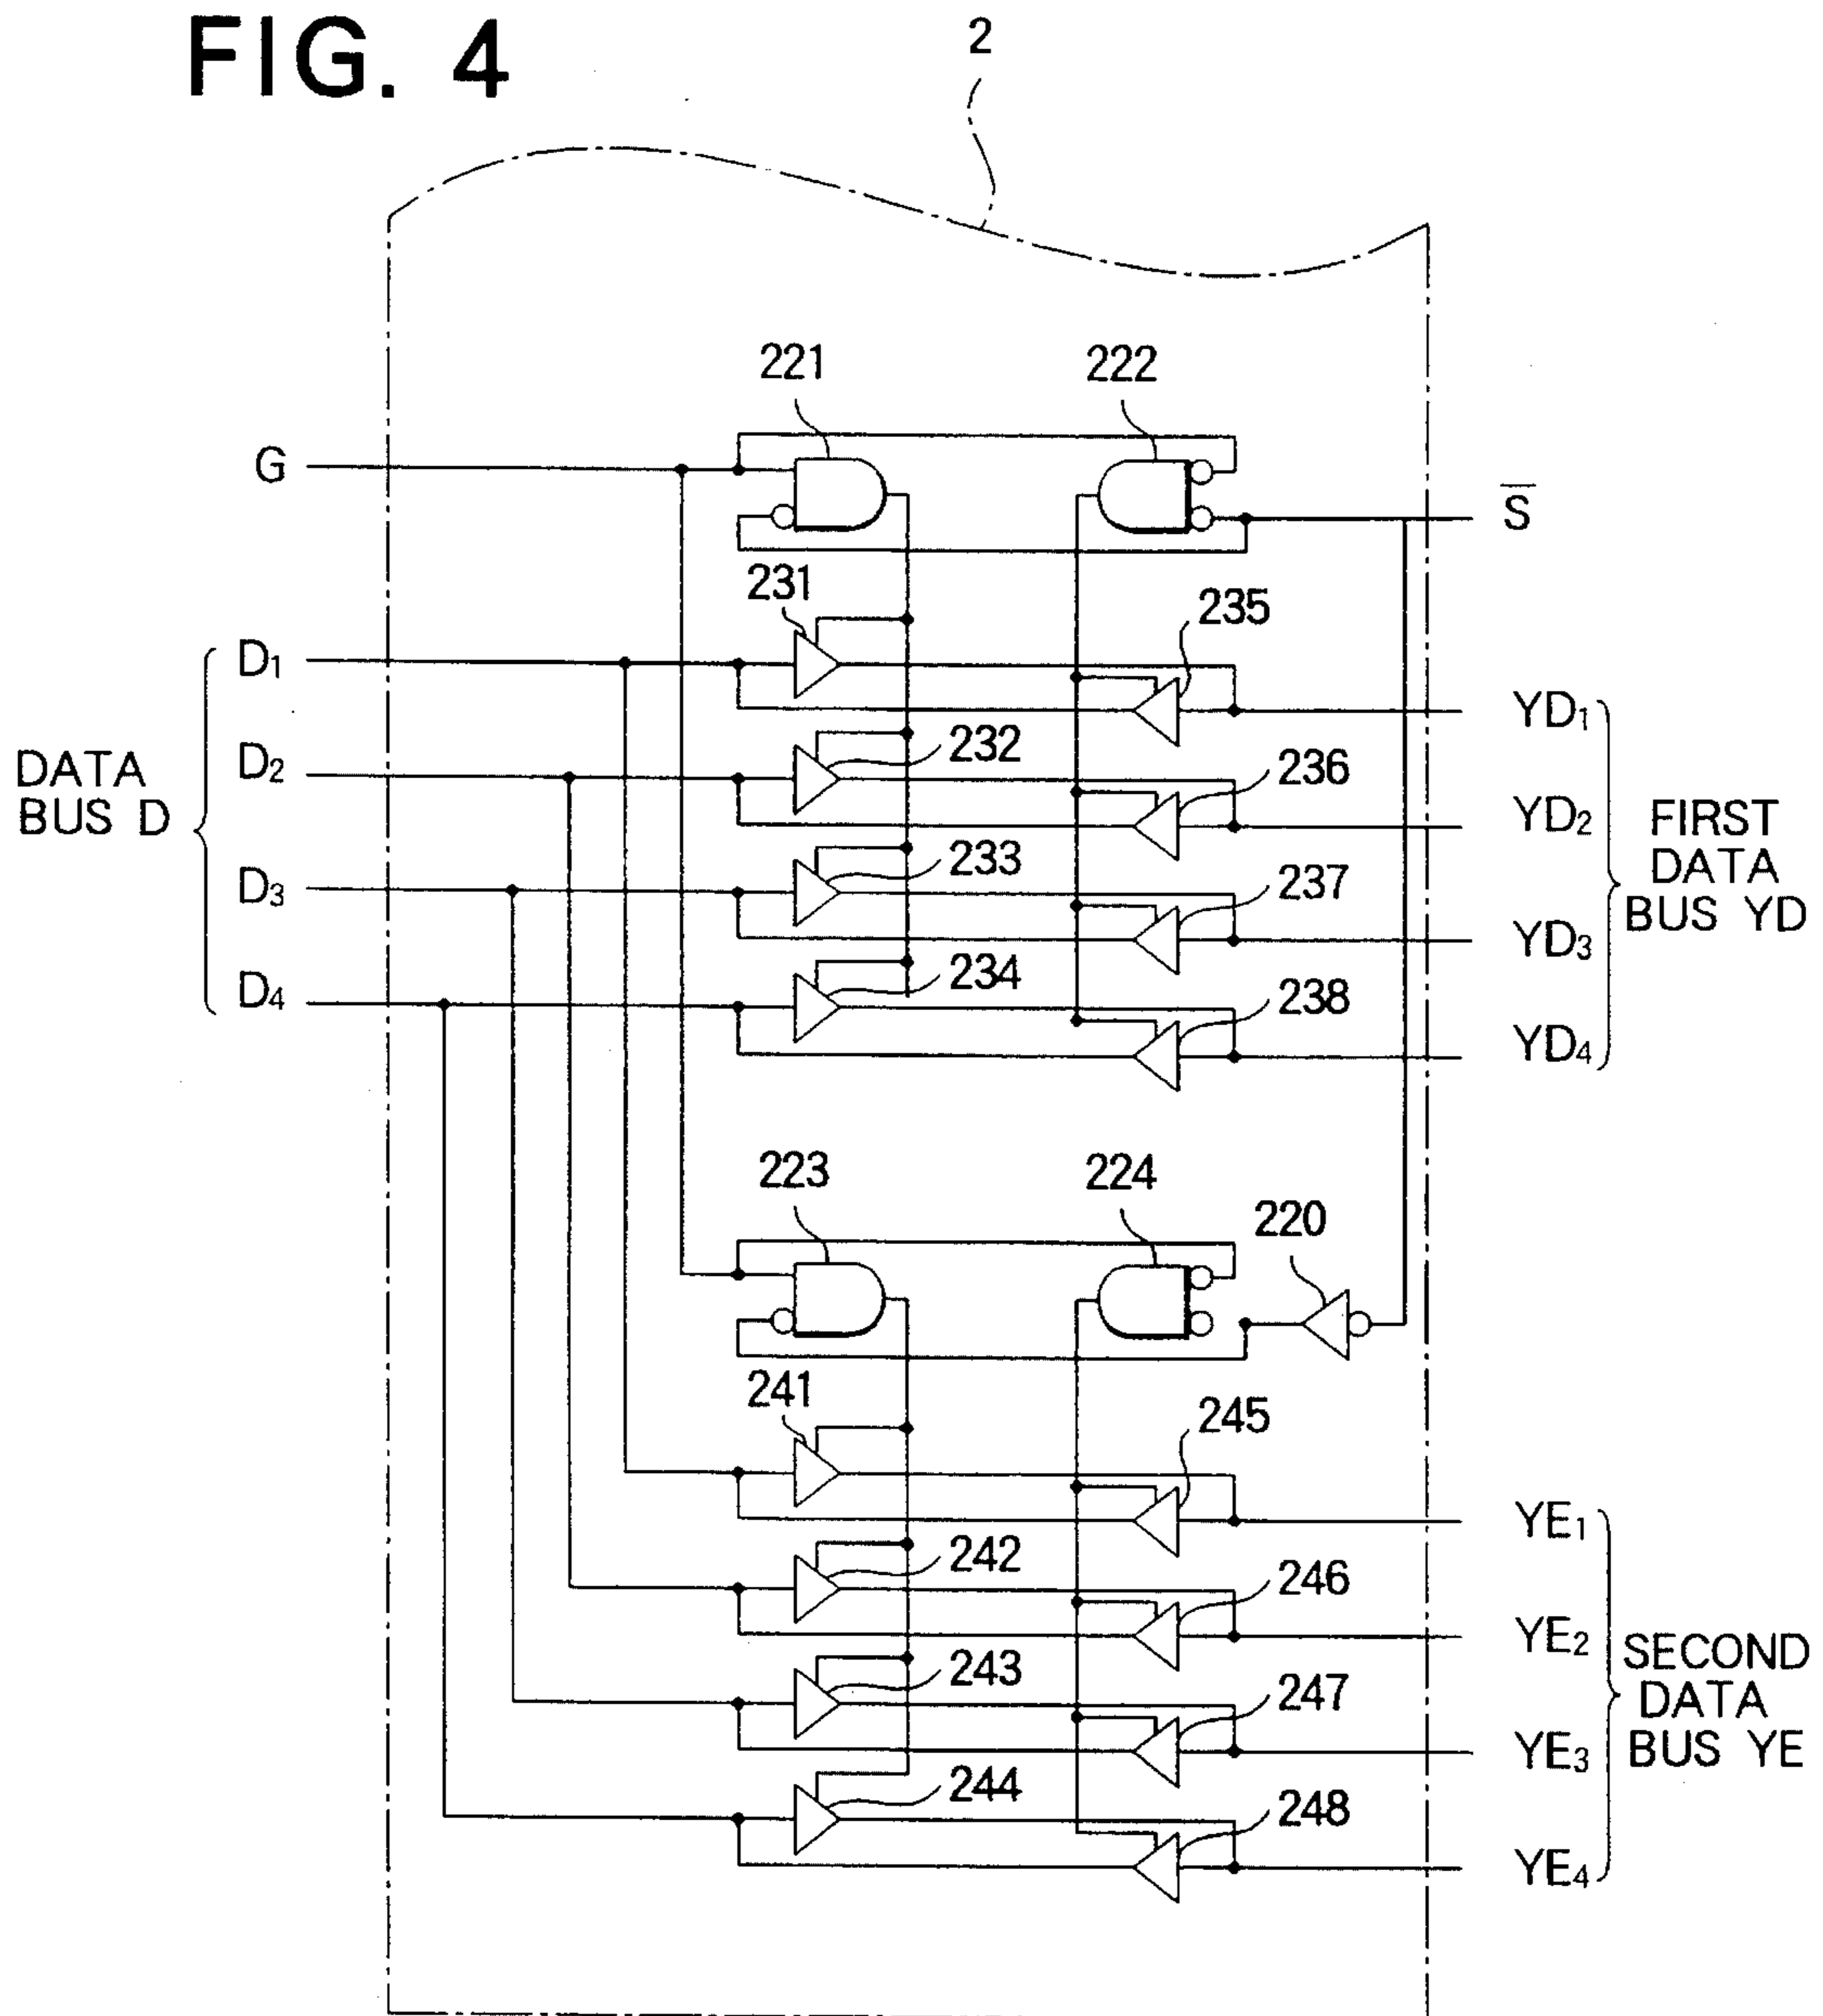 FIG. 4
2
221
222
G
S̅
231
235
D₁
YD₁
232
236
D₂
YD₂
DATA
BUS D
FIRST
DATA
BUS YD
233
237
D₃
YD₃
234
238
D₄
YD₄
223
224
220
241
245
YE₁
242
246
YE₂
SECOND
DATA
BUS YE
243
247
YE₃
244
248
YE₄